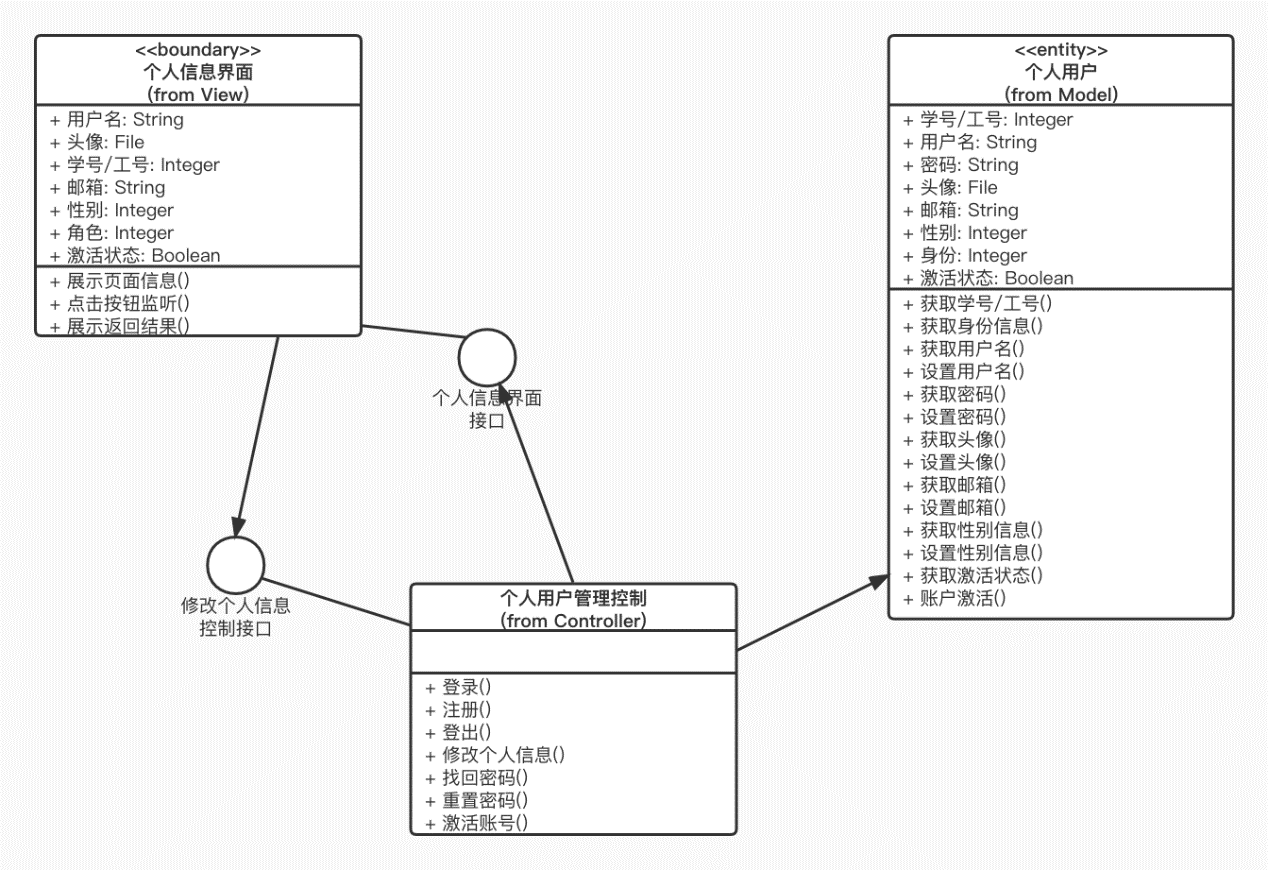 <<boundary>>
个人信息界面
(from View)
+ 用户名: String
+ 头像: File
+ 学号/工号: Integer
+ 邮箱: String
+ 性别: Integer
+ 角色: Integer
+ 激活状态: Boolean
+ 展示页面信息()
+ 点击按钮监听()
+ 展示返回结果()
<<entity>>
个人用户
(from Model)
+ 学号/工号: Integer
+ 用户名: String
+ 密码: String
+ 头像: File
+ 邮箱: String
+ 性别: Integer
+ 身份: Integer
+ 激活状态: Boolean
+ 获取学号/工号()
+ 获取身份信息()
+ 获取用户名()
+ 设置用户名()
+ 获取密码()
+ 设置密码()
+ 获取头像()
+ 设置头像()
+ 获取邮箱()
+ 设置邮箱()
+ 获取性别信息()
+ 设置性别信息()
+ 获取激活状态()
+ 账户激活()
个人信息界面
接口
修改个人信息
控制接口
个人用户管理控制
(from Controller)
+ 登录()
+ 注册()
+ 登出()
+ 修改个人信息()
+ 找回密码()
+ 重置密码()
+ 激活账号()